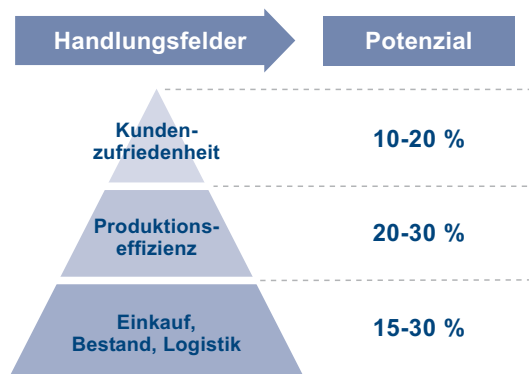 Handlungsfelder
Potenzial
Kunden-
zufriedenheit
10-20 %
Produktions-
effizienz
20-30 %
Einkauf,
Bestand, Logistik
15-30 %